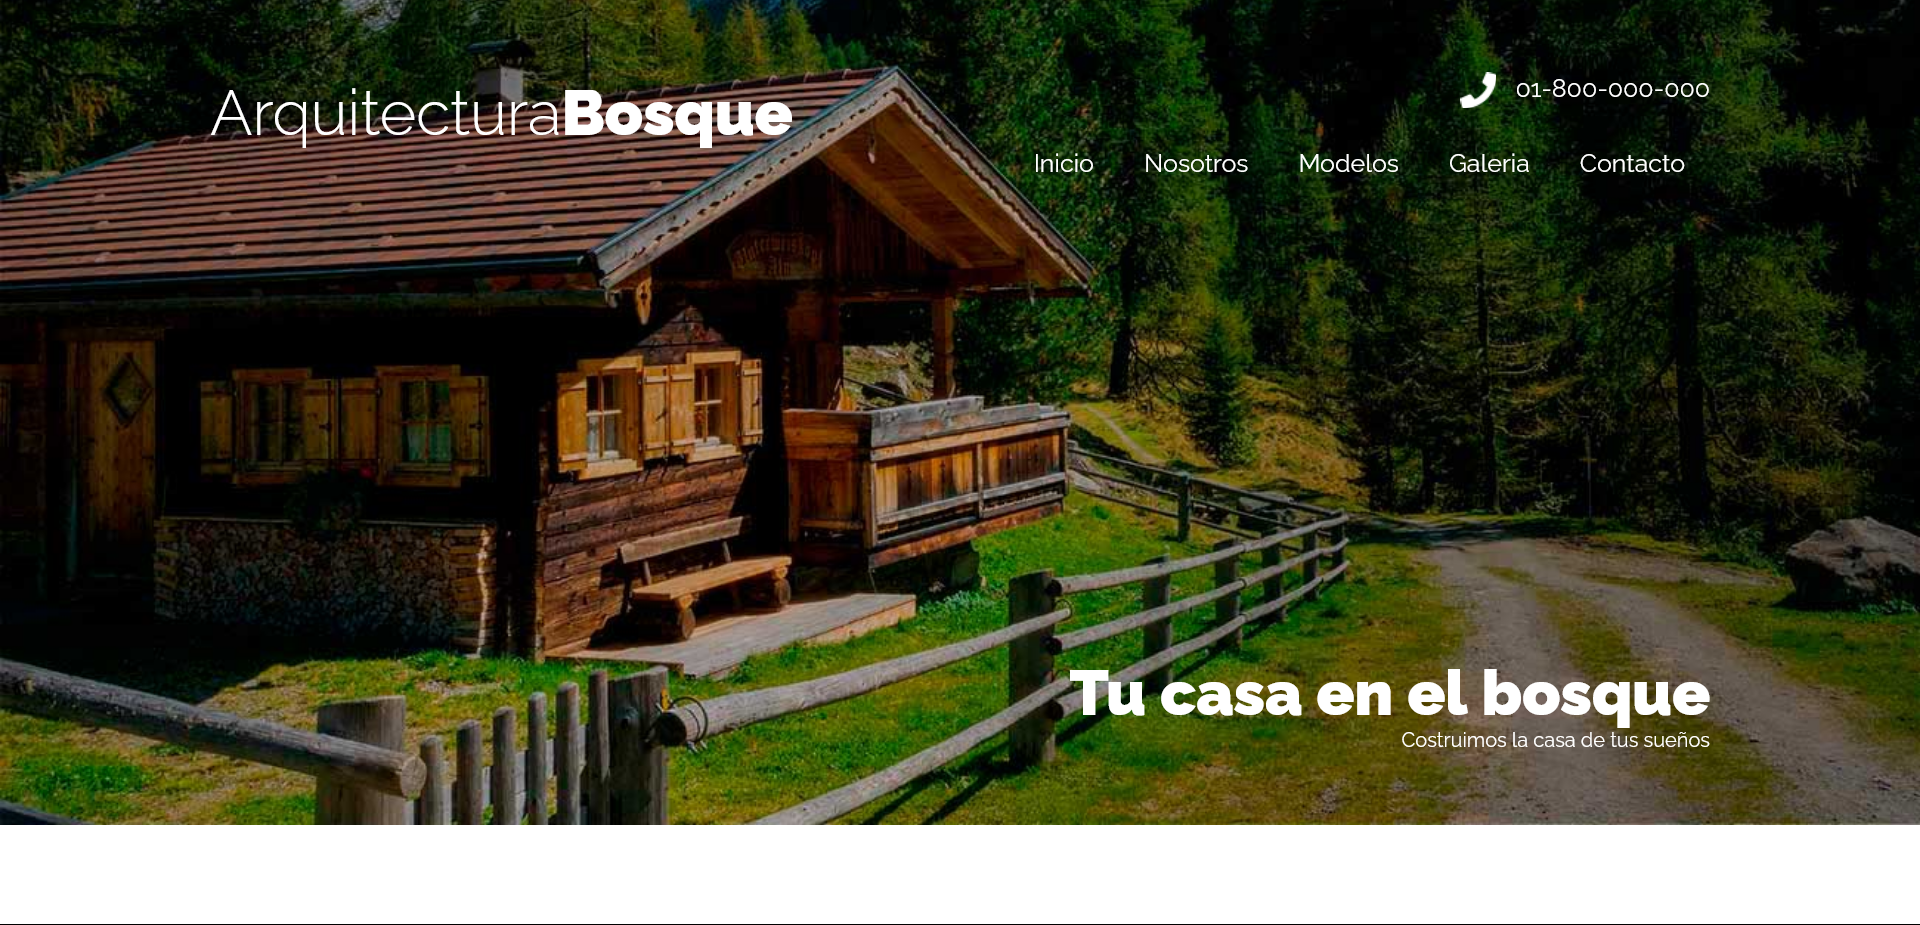 ArquitecturaBosque
01-800-000-000
Inicio Nosotros Modelos Galeria Contacto
Tu casa en el bosque
Costruimos la casa de tus sueños